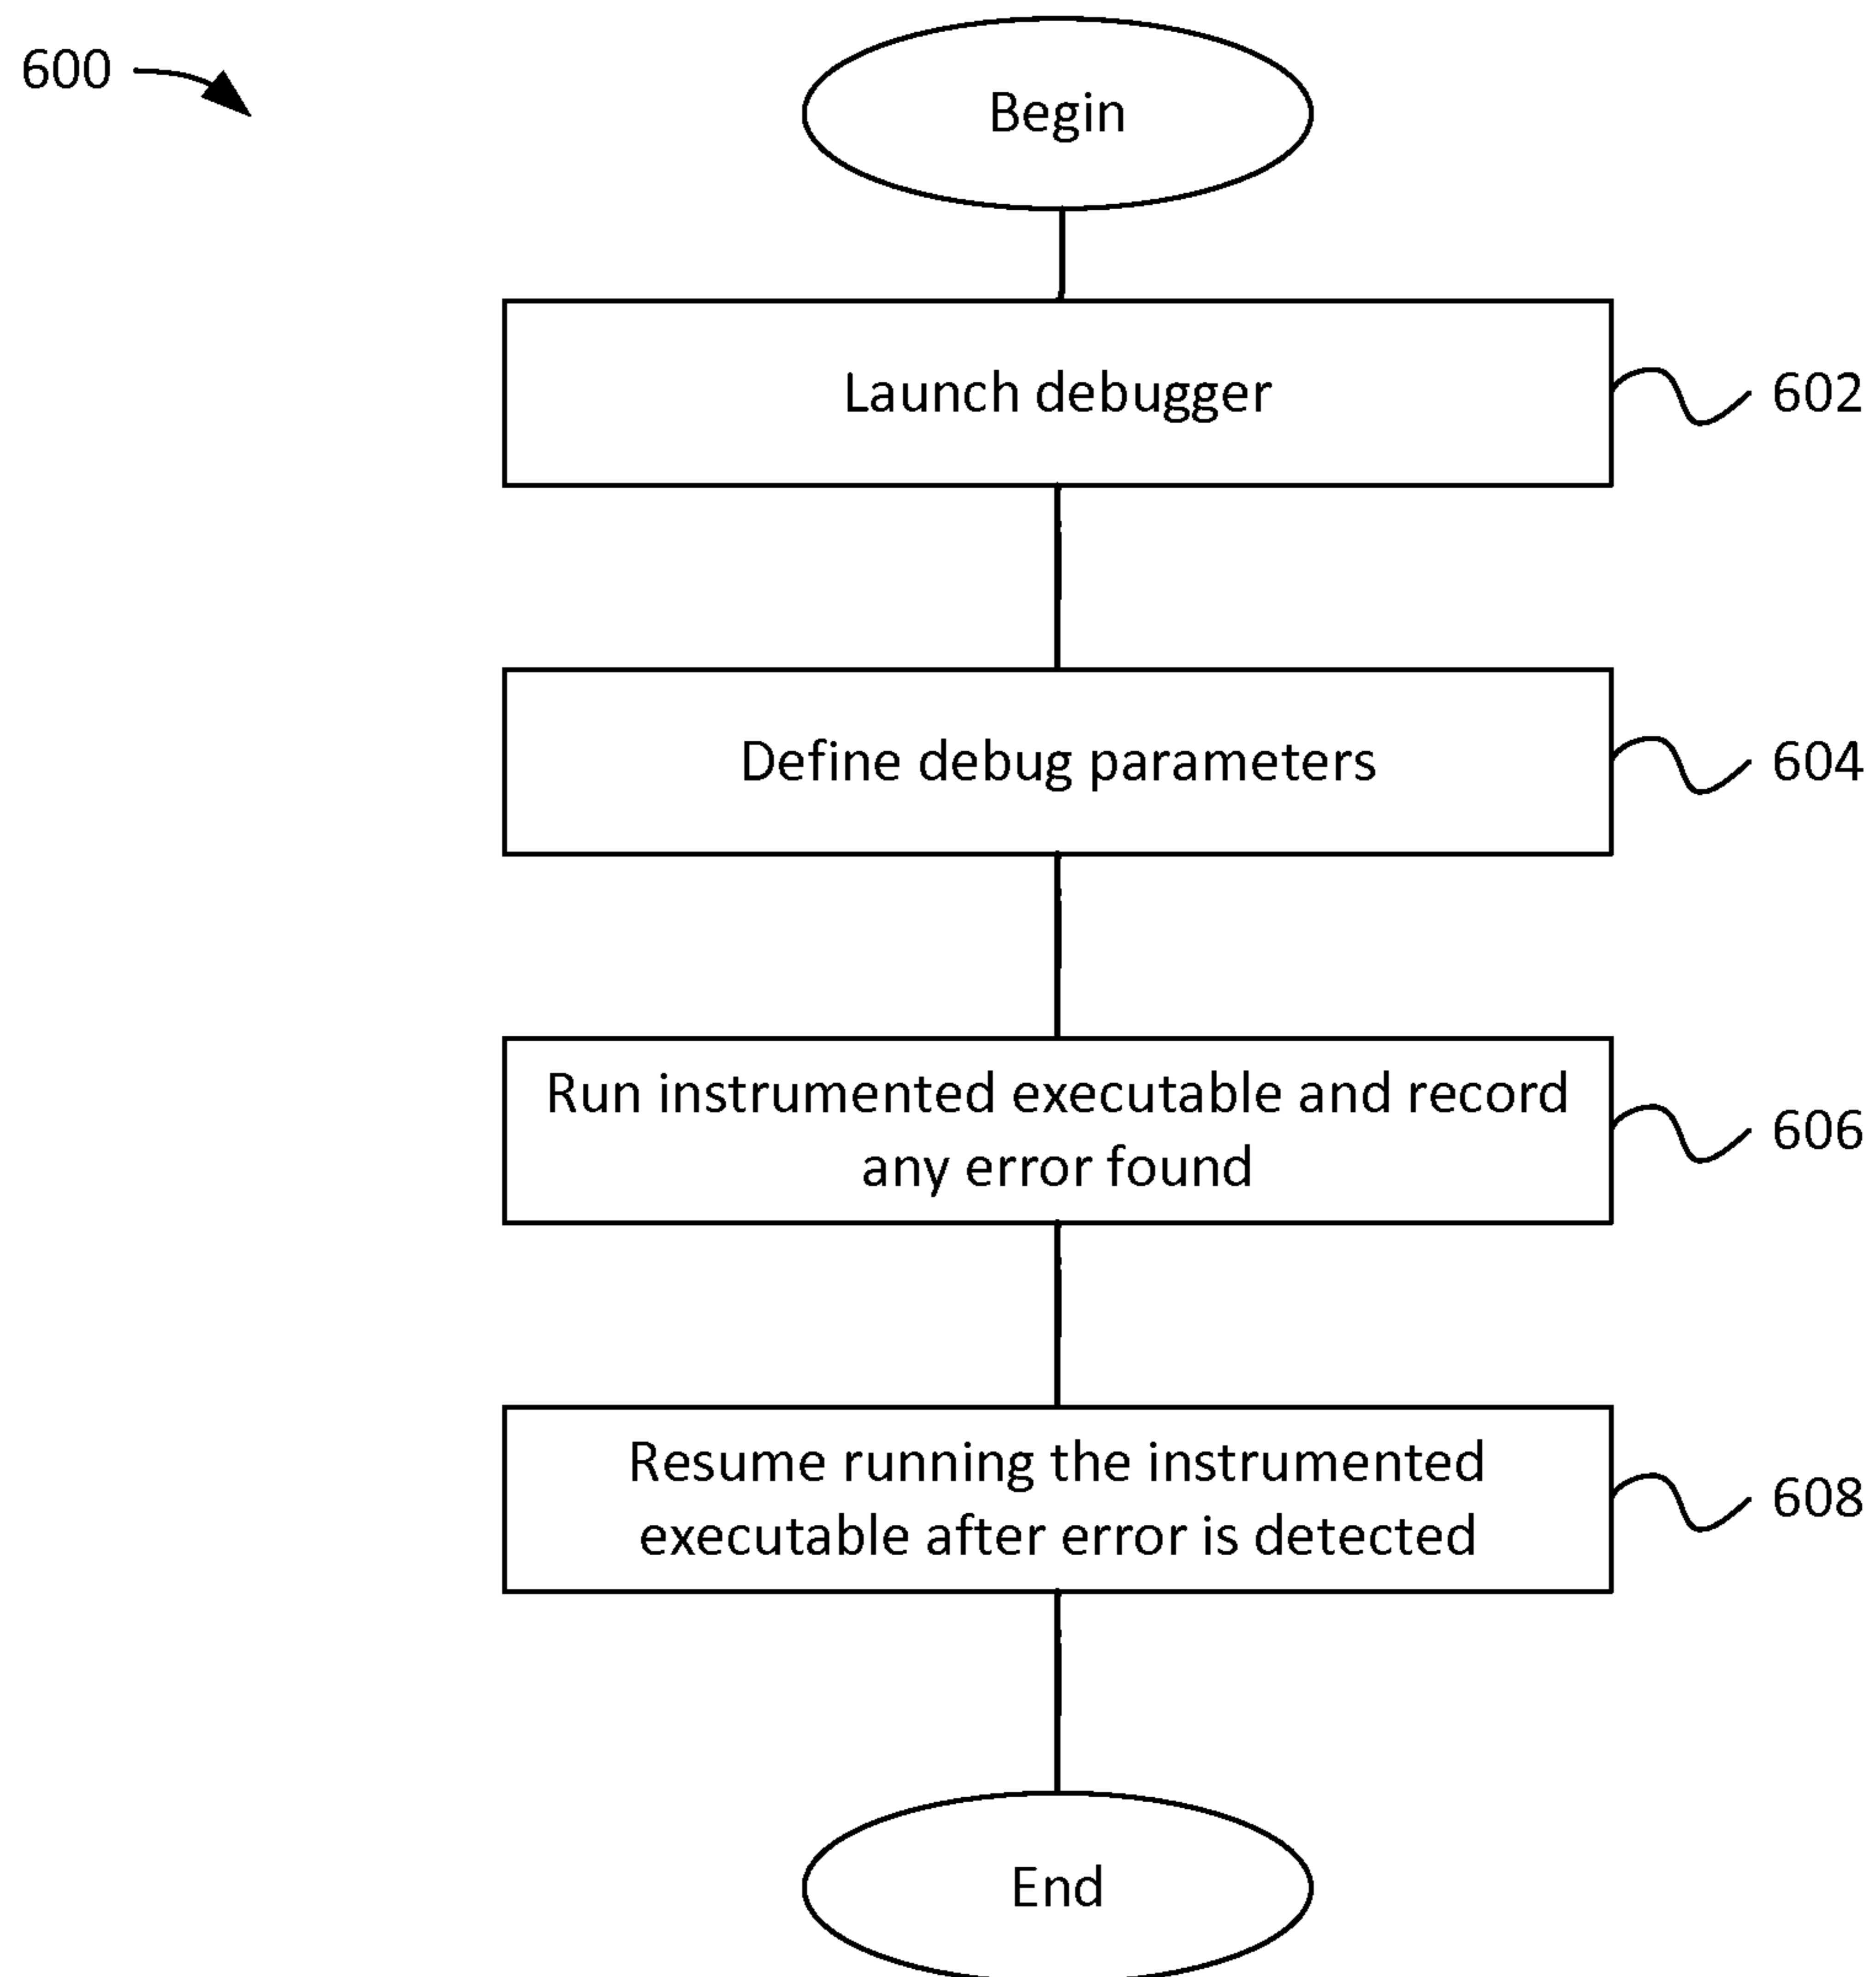 600
Begin
Launch debugger
602
Define debug parameters
604
Run instrumented executable and record
any error found
606
Resume running the instrumented
executable after error is detected
608
End